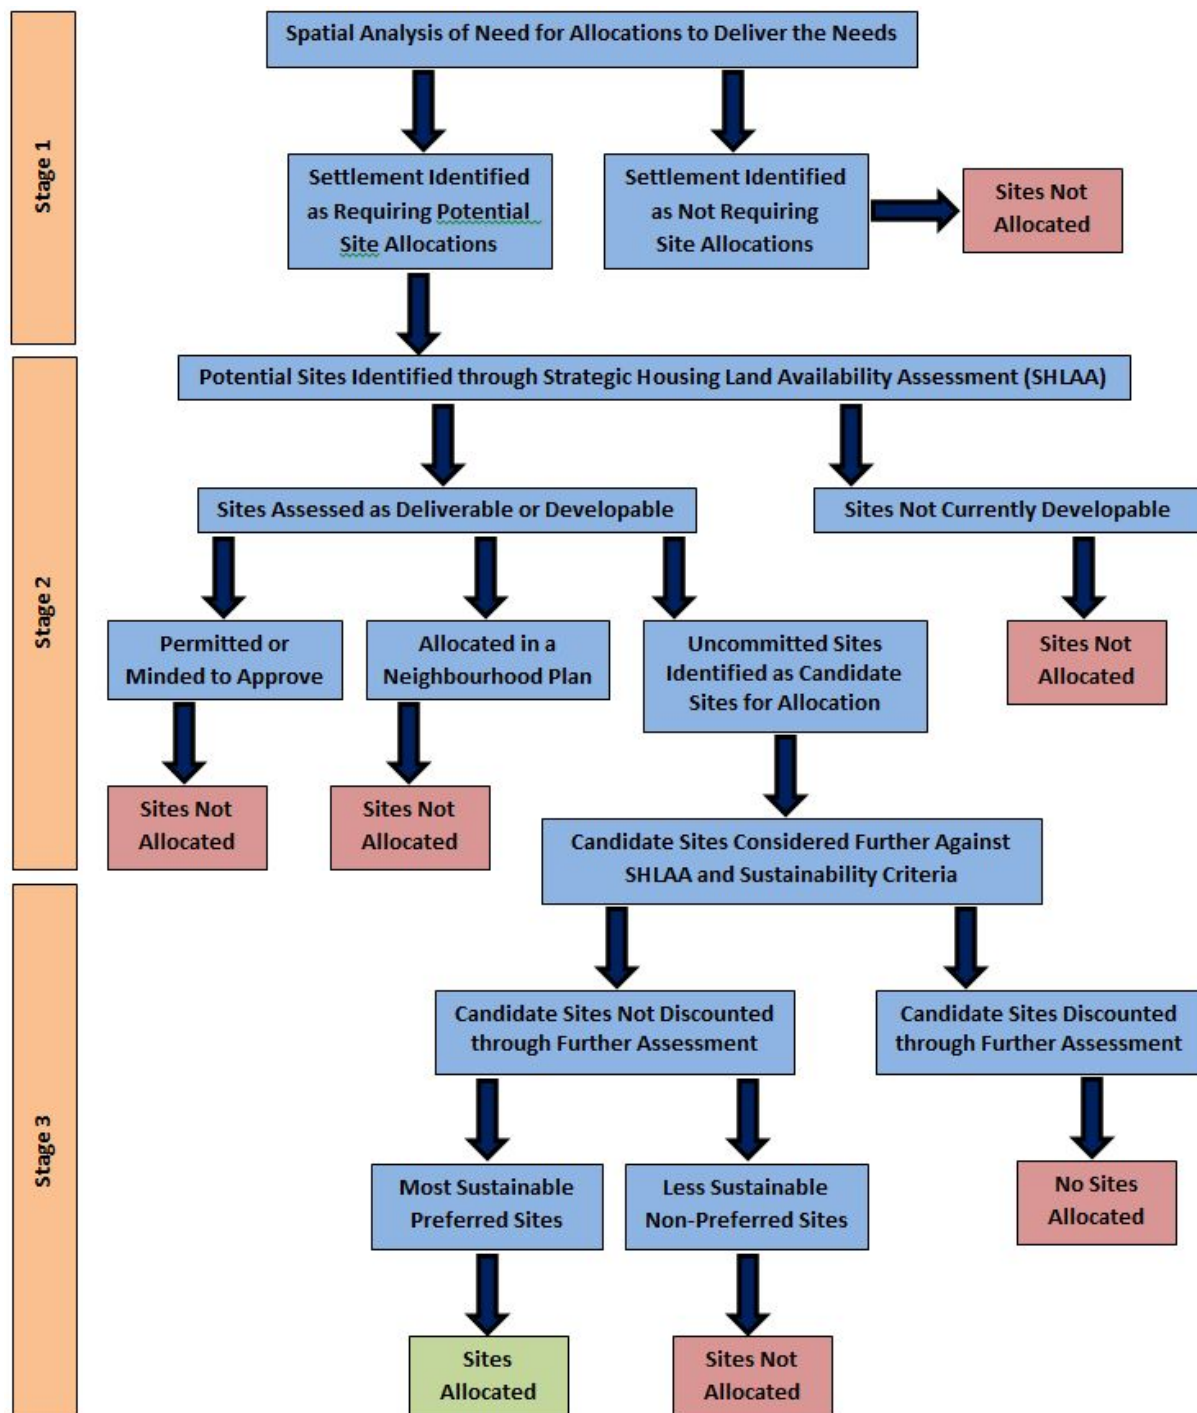 Stage 1
Spatial Analysis of Need for Allocations to Deliver the Needs
Settlement Identified
as Requiring Potential
Site Allocations
Settlement Identified
as Not Requiring
Site Allocations
Sites Not
Allocated
Stage 2
Potential Sites Identified through Strategic Housing Land Availability Assessment (SHLAA)
Sites Assessed as Deliverable or Developable
Sites Not Currently Developable
Permitted or
Minded to Approve
Allocated in a
Neighbourhood Plan
Uncommitted Sites
Identified as Candidate
Sites for Allocation
Sites Not
Allocated
Sites Not
Allocated
Sites Not
Allocated
Candidate Sites Considered Further Against
SHLAA and Sustainability Criteria
Stage 3
Candidate Sites Not Discounted
through Further Assessment
Candidate Sites Discounted
through Further Assessment
Most Sustainable
Preferred Sites
Less Sustainable
Non-Preferred Sites
No Sites
Allocated
Sites
Allocated
Sites Not
Allocated